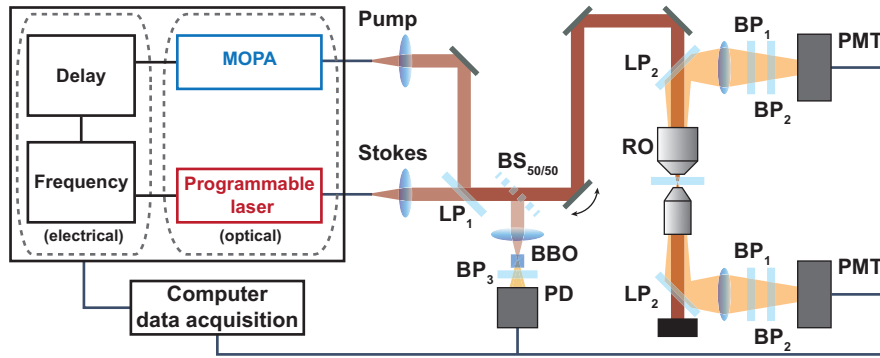 Pump
Delay
MOPA
Frequency
Programmable
laser
(electrical)
(optical)
Stokes
LP1
BS50/50
BBO
BP3
PD
Computer
data acquisition
BP1
PMT
LP2
BP2
RO
BP1
PMT
LP2
BP2